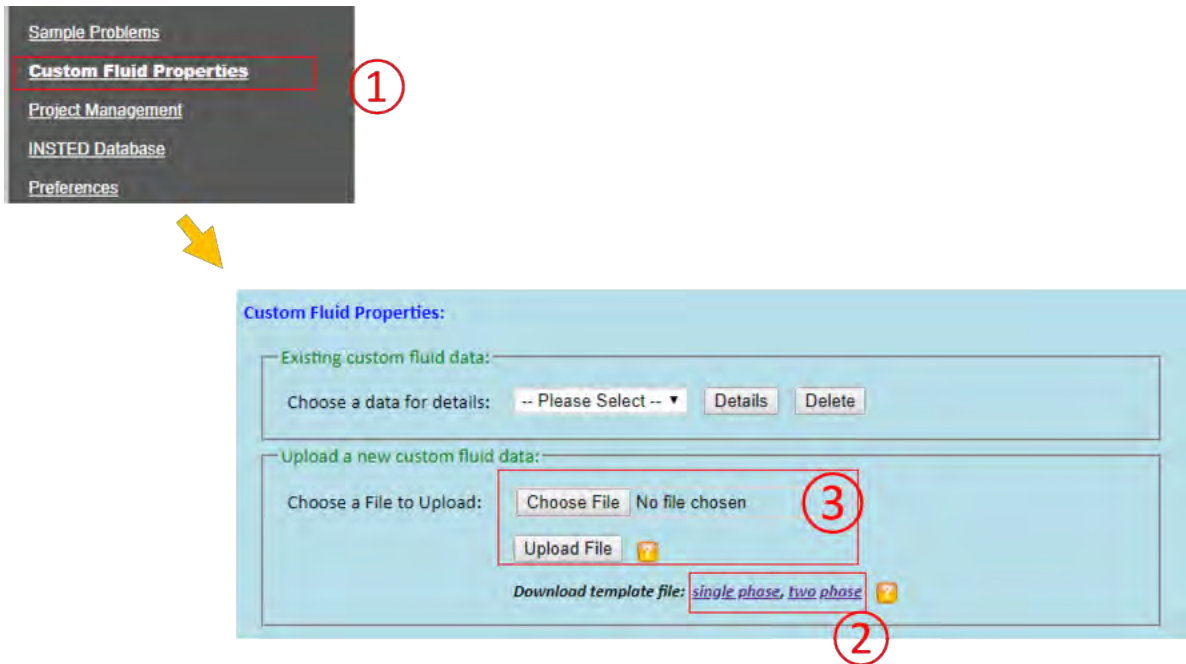 Sample Problems
Custom Fluid Properties
1
Project Management
INSTED Database
Preferences
Custom Fluid Properties:
Existing custom fluid data:
Choose a data for details: -- Please Select -- ▼ Details Delete
Upload a new custom fluid data:
Choose a File to Upload: Choose File No file chosen 3
Upload File ?
Download template file: single phase, two phase ?
2